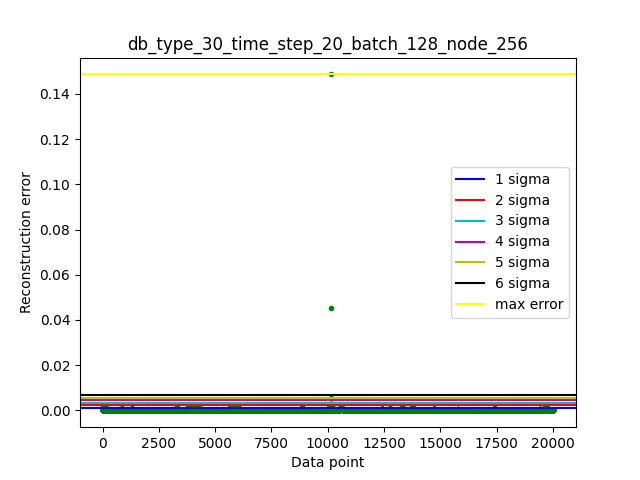 db_type_30_time_step_20_batch_128_node_256
Reconstruction error
0.14
0.12
0.10
0.08
0.06
0.04
0.02
0.00
1 sigma
2 sigma
3 sigma
4 sigma
5 sigma
6 sigma
max error
0 2500 5000 7500 10000 12500 15000 17500 20000
Data point